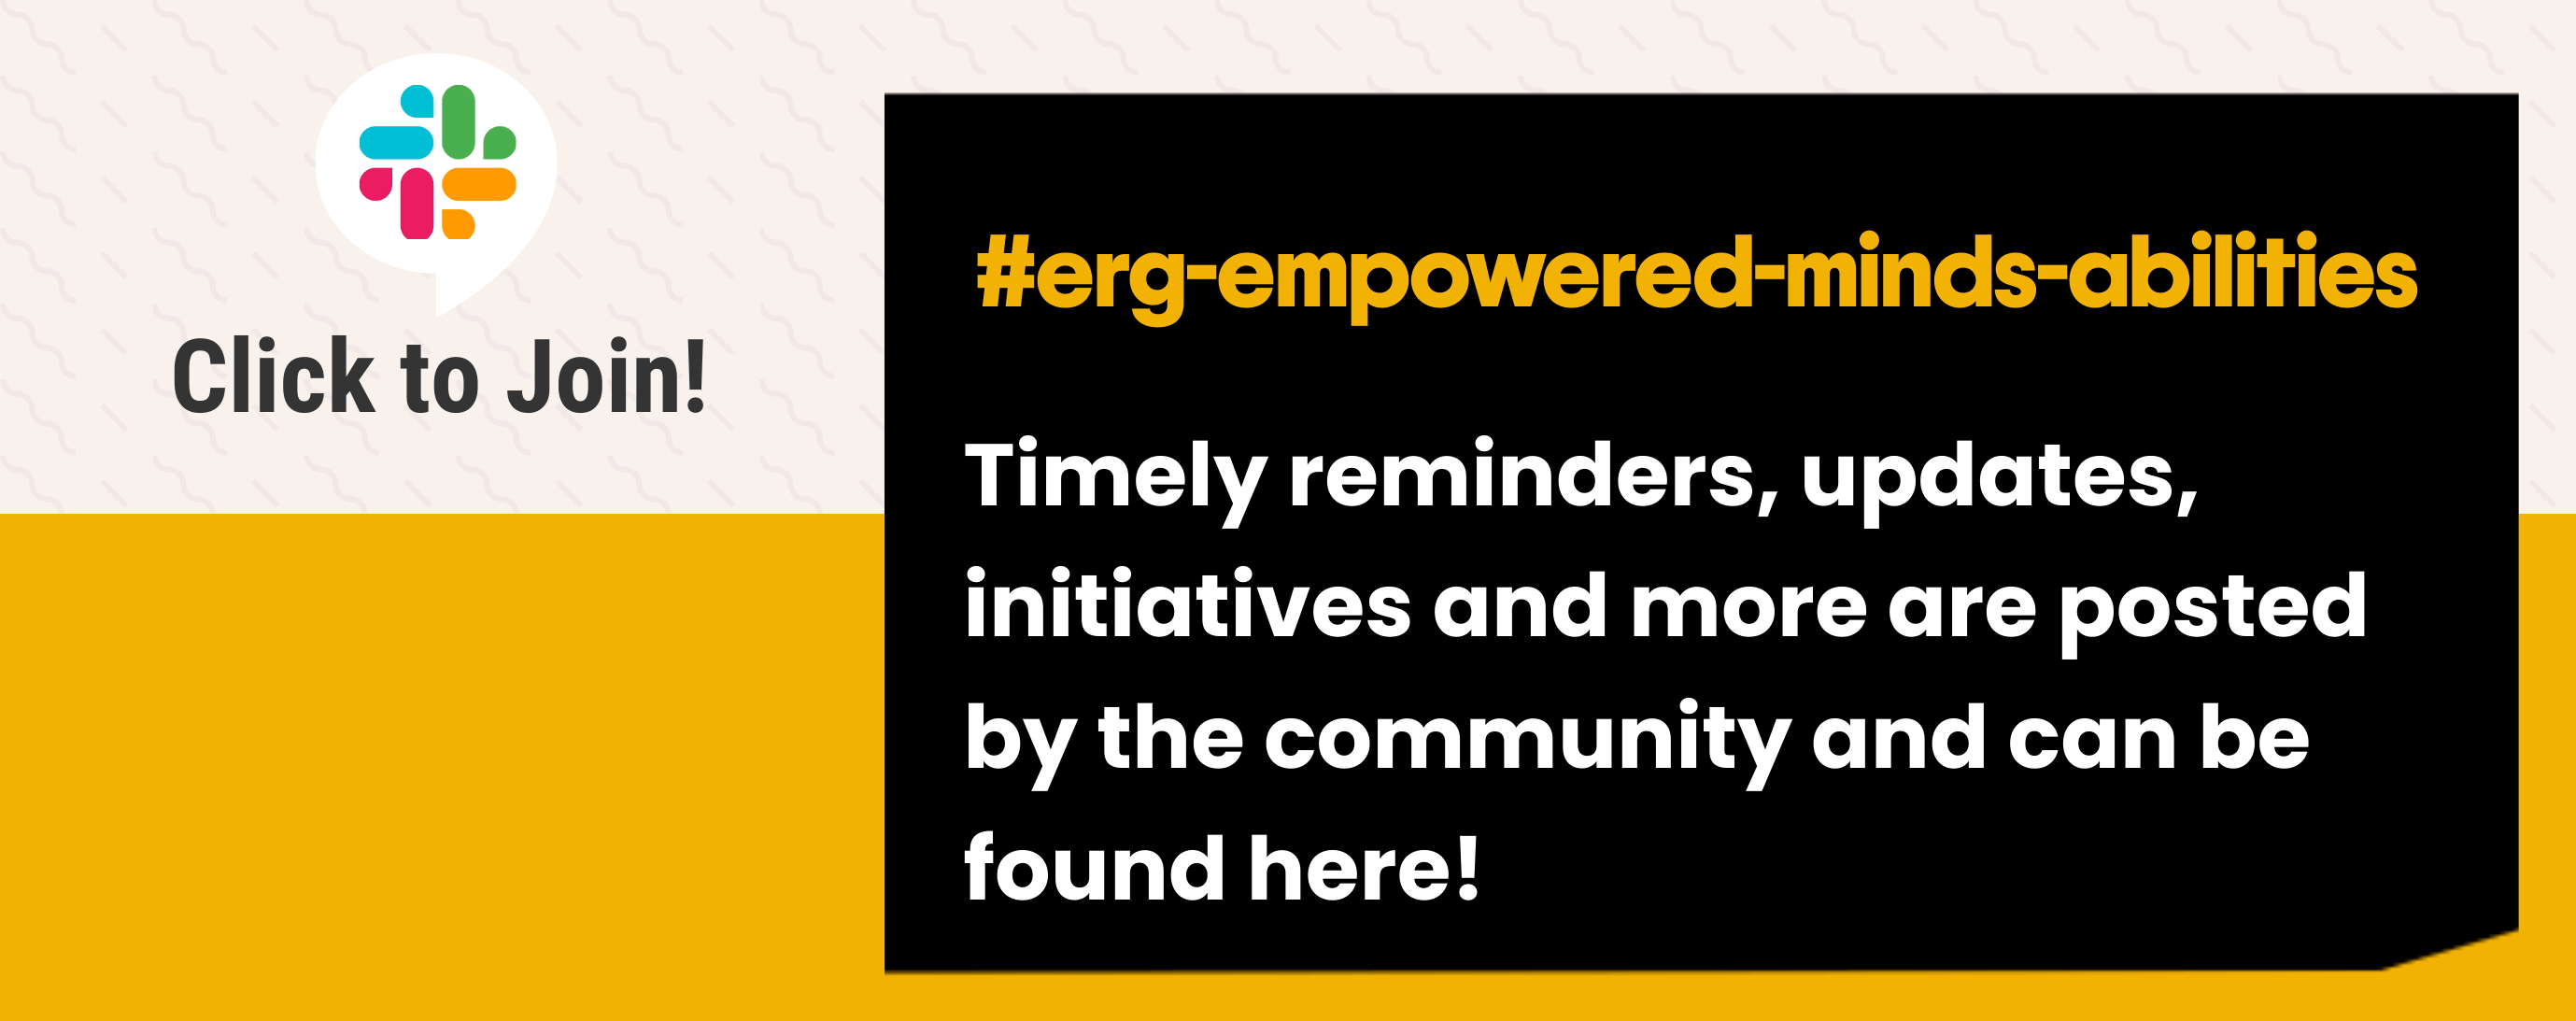 Click to Join!
#erg-empowered-minds-abilities
Timely reminders, updates,
initiatives and more are posted
by the community and can be
found here!